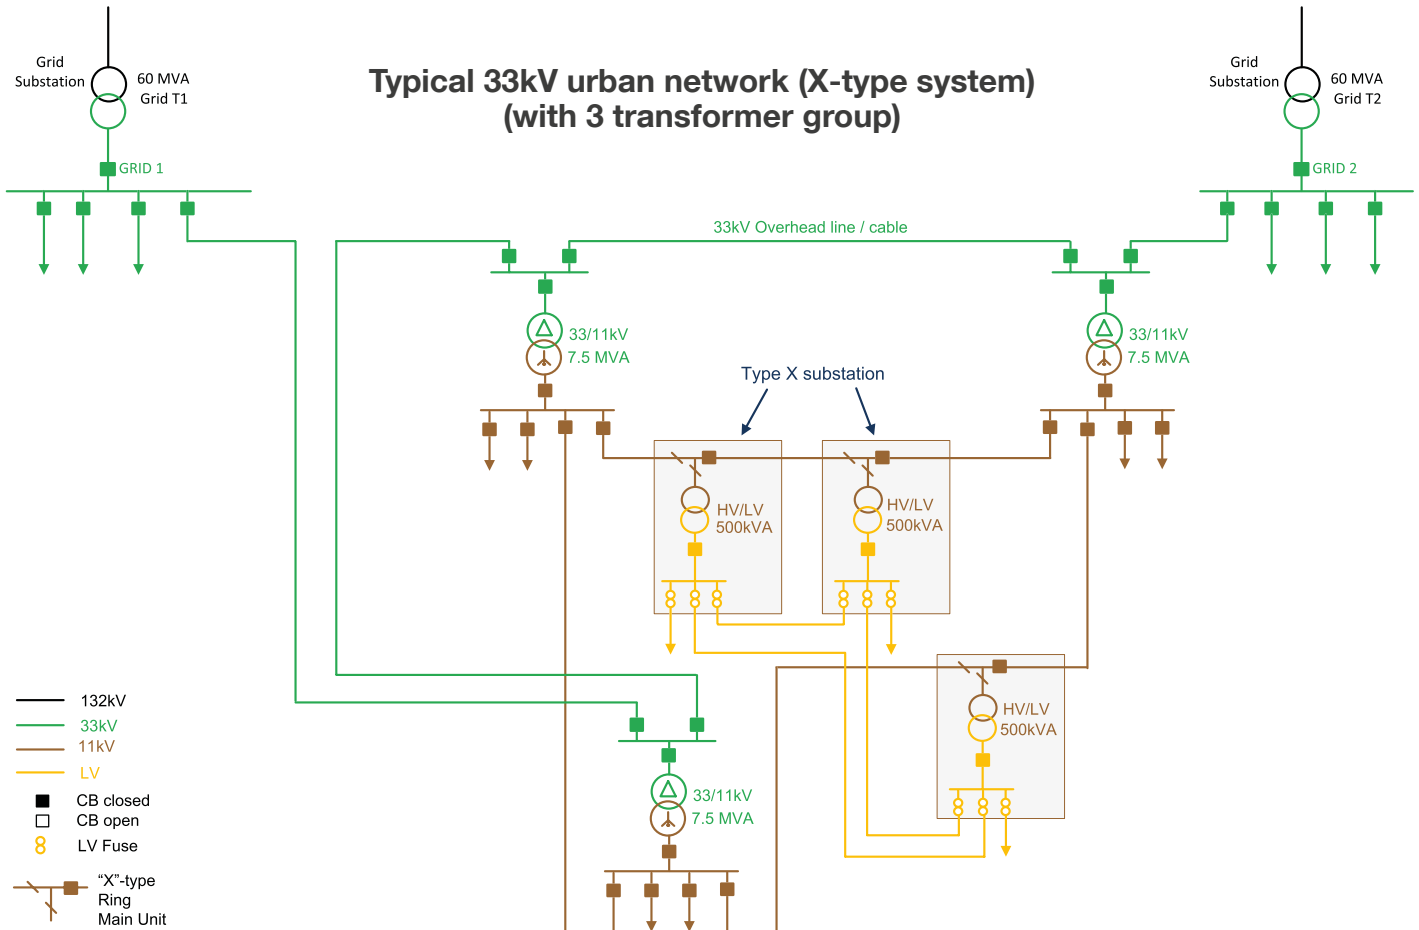 Typical 33kV urban network (X-type system)
(with 3 transformer group)
Grid
Substation
60 MVA
Grid T1
GRID 1
Grid
Substation
60 MVA
Grid T2
GRID 2
33kV Overhead line / cable
33/11kV
7.5 MVA
33/11kV
7.5 MVA
Type X substation
HV/LV
500kVA
HV/LV
500kVA
HV/LV
500kVA
33/11kV
7.5 MVA
132kV
33kV
11kV
LV
CB closed
CB open
LV Fuse
“X”-type
Ring
Main Unit